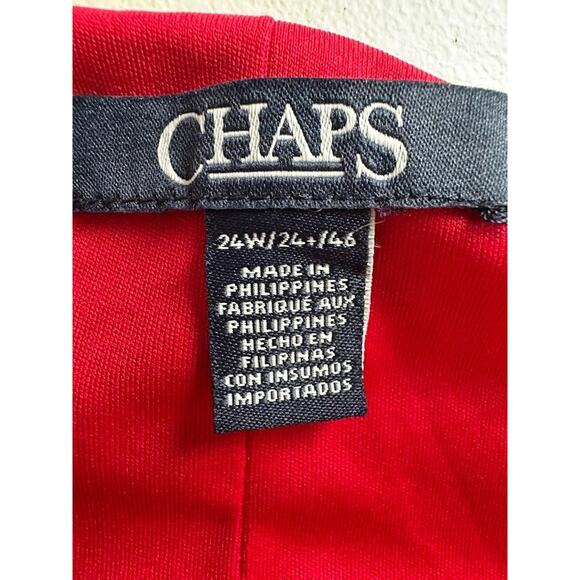 CHAPS
24W/24+/46
MADE IN
PHILIPPINES
FABRIQUÉ AUX
PHILIPPINES
HECHO EN
FILIPINAS
CON INSUMOS
IMPORTADOS